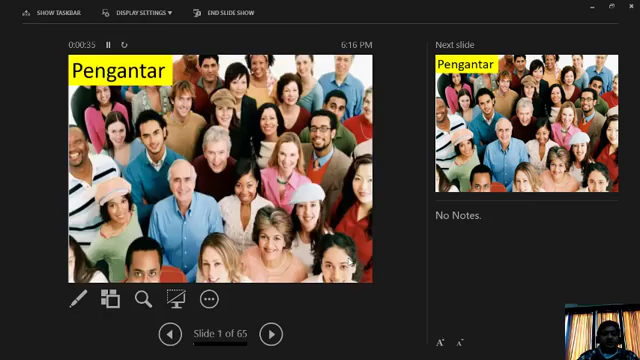 SHOW TASKBAR
DISPLAY SETTINGS
END SLIDE SHOW
0:00:35
6:16 PM
Pengantar
Slide 1 of 65
Next slide
Pengantar
No Notes.
A
A